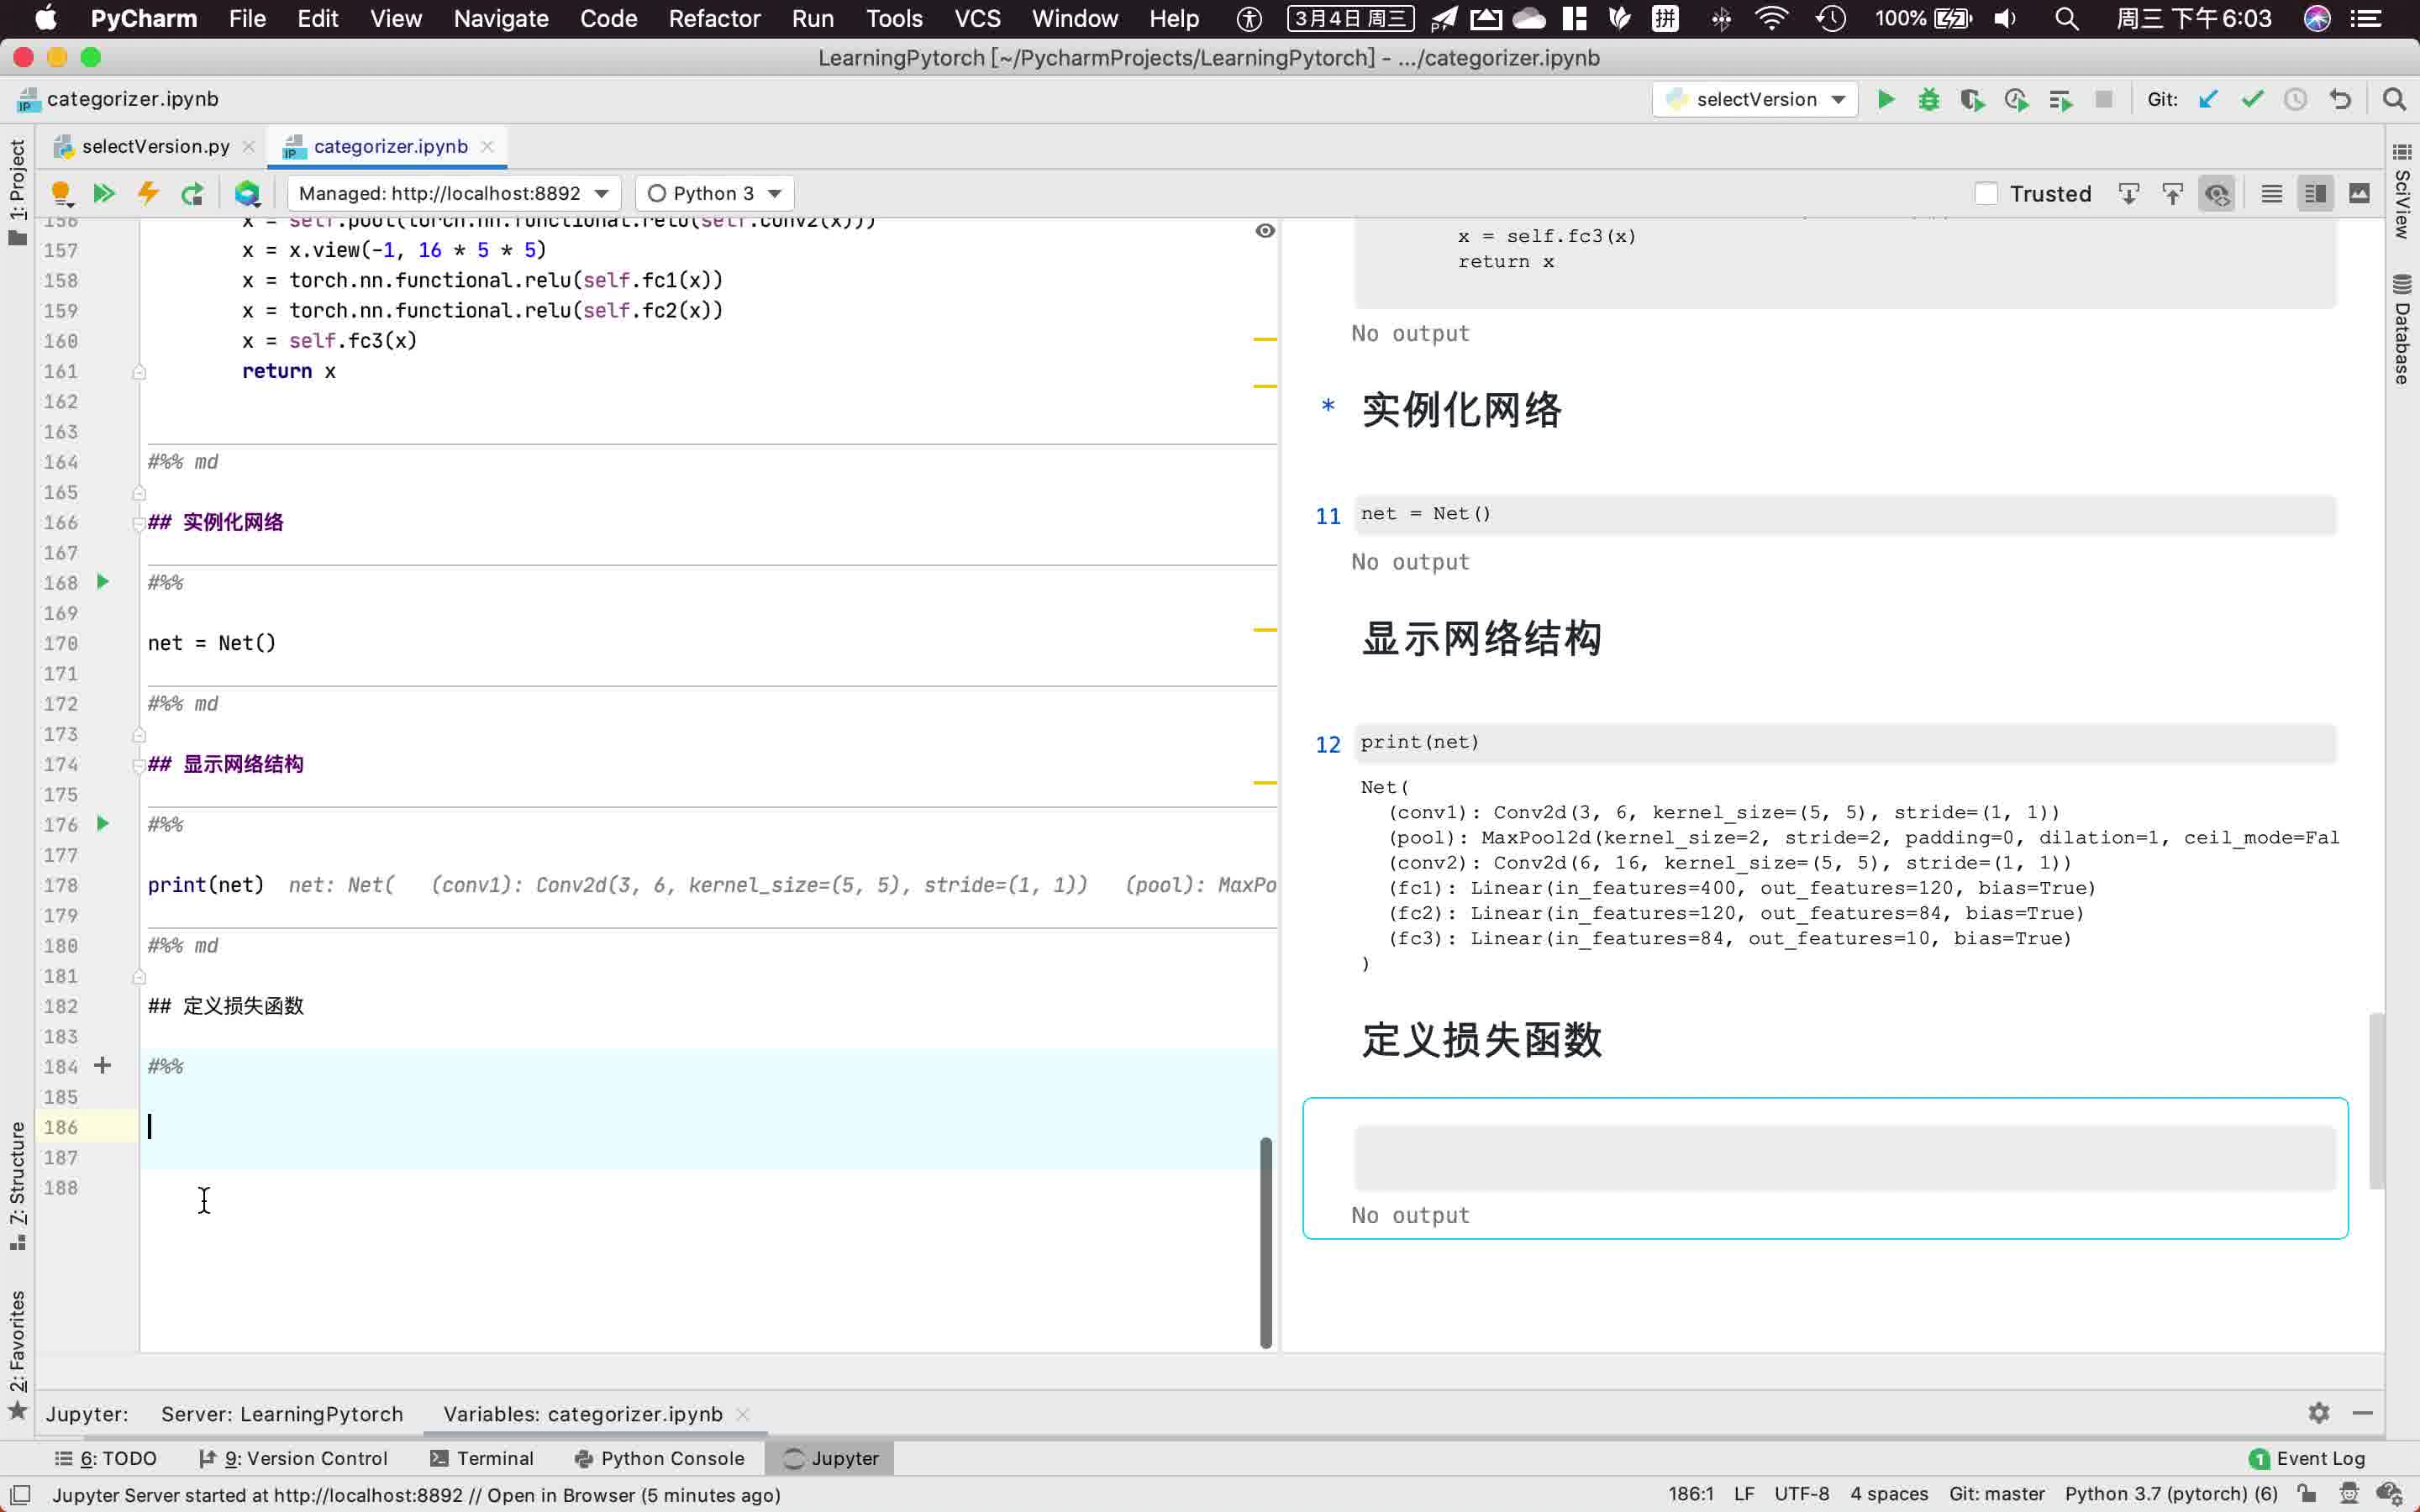 PyCharm File Edit View Navigate Code Refactor Run Tools VCS Window Help 3月4日 周三 拼 100% 周三 下午6:03
LearningPytorch [~/PycharmProjects/LearningPytorch] - .../categorizer.ipynb
categorizer.ipynb selectVersion Git:
selectVersion.py categorizer.ipynb
Managed: http://localhost:8892 Python 3 Trusted
1: Project
7: Structure
2: Favorites
156 x = self.pool(torch.nn.functional.relu(self.conv2(x)))
157 x = x.view(-1, 16 * 5 * 5)
158 x = torch.nn.functional.relu(self.fc1(x))
159 x = torch.nn.functional.relu(self.fc2(x))
160 x = self.fc3(x)
161 return x
162
163
164 #%% md
165
166 ## 实例化网络
167
168 #%%
169
170 net = Net()
171
172 #%% md
173
174 ## 显示网络结构
175
176 #%%
177
178 print(net) net: Net( (conv1): Conv2d(3, 6, kernel_size=(5, 5), stride=(1, 1)) (pool): MaxPo
179
180 #%% md
181
182 ## 定义损失函数
183
184 #%%
185
186
187
188
x = self.fc3(x)
return x
No output
* 实例化网络
11 net = Net()
No output
显示网络结构
12 print(net)
Net(
(conv1): Conv2d(3, 6, kernel_size=(5, 5), stride=(1, 1))
(pool): MaxPool2d(kernel_size=2, stride=2, padding=0, dilation=1, ceil_mode=Fal
(conv2): Conv2d(6, 16, kernel_size=(5, 5), stride=(1, 1))
(fc1): Linear(in_features=400, out_features=120, bias=True)
(fc2): Linear(in_features=120, out_features=84, bias=True)
(fc3): Linear(in_features=84, out_features=10, bias=True)
)
定义损失函数
No output
SciView
Database
Jupyter: Server: LearningPytorch Variables: categorizer.ipynb
6: TODO 9: Version Control Terminal Python Console Jupyter 1 Event Log
Jupyter Server started at http://localhost:8892 // Open in Browser (5 minutes ago) 186:1 LF UTF-8 4 spaces Git: master Python 3.7 (pytorch) (6)